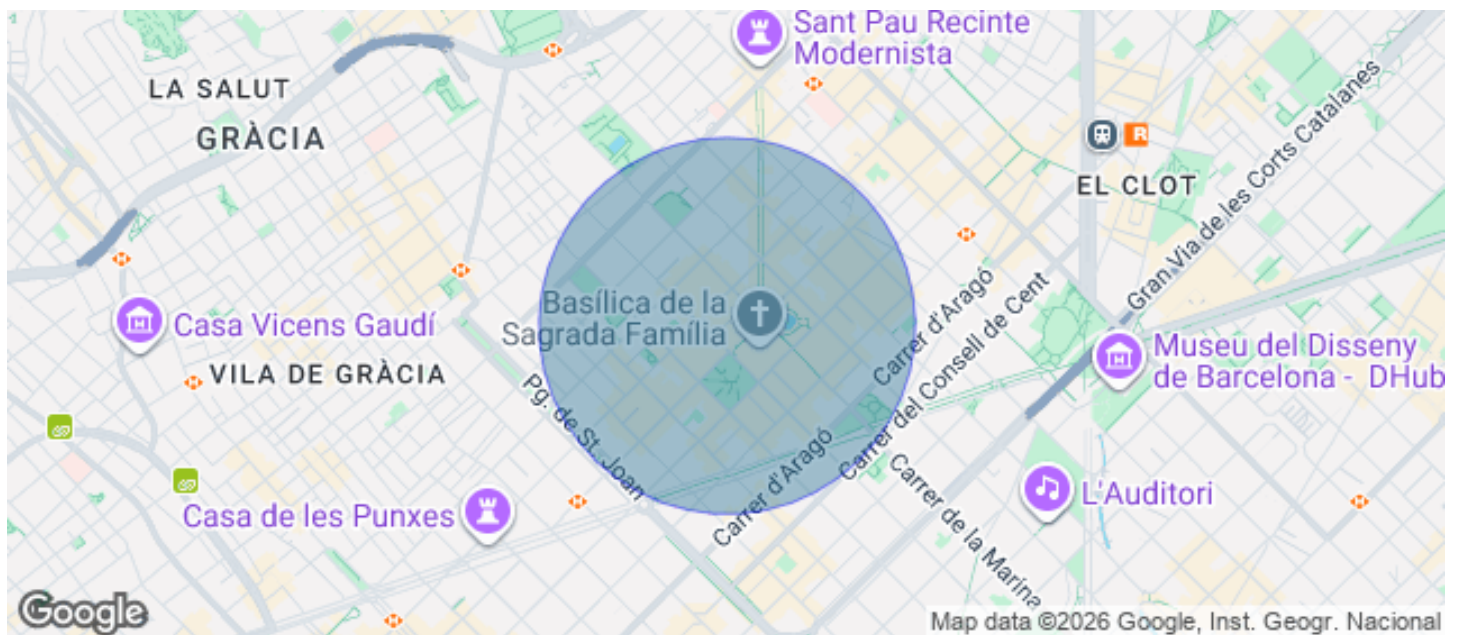 Sant Pau Recinte
Modernista
LA SALUT
GRÀCIA
R
EL CLOT
Gran Via de les Corts Catalanes
Basílica de la
Sagrada Família
Casa Vicens Gaudí
Carrer d'Aragó
Carrer del Consell de Cent
Museu del Disseny
de Barcelona - DHub
VILA DE GRÀCIA
Pg. de St. Joan
Carrer d'Aragó
Carrer de la Marina
L'Auditori
Casa de les Punxes
Google
Map data ©2026 Google, Inst. Geogr. Nacional